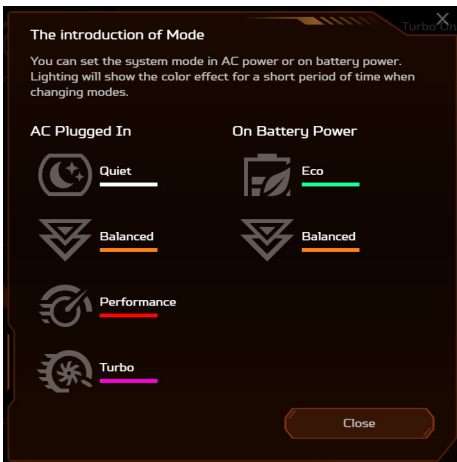 Turbo On
The introduction of Mode
You can set the system mode in AC power or on battery power.
Lighting will show the color effect for a short period of time when
changing modes.
AC Plugged In
On Battery Power
Quiet
Eco
Balanced
Balanced
Performance
Turbo
Close